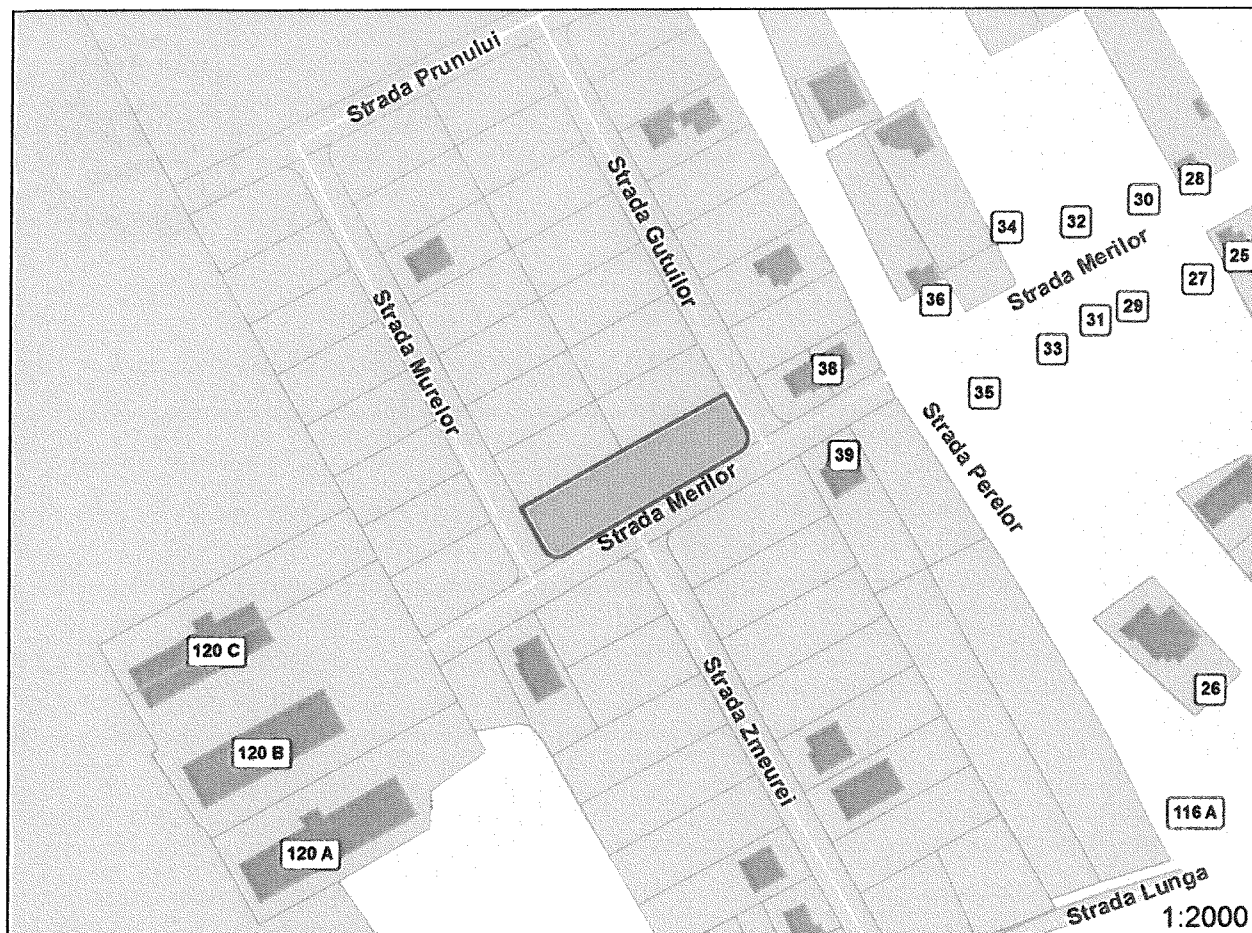 Strada Prunului
Strada Gutuilor
28
30
32
34
Strada Merilor
25
27
36
29
31
33
Strada Murelor
38
35
Strada Perelor
39
Strada Merilor
120 C
Strada Zmeurei
26
120 B
116 A
120 A
Strada Lunga
1:2000